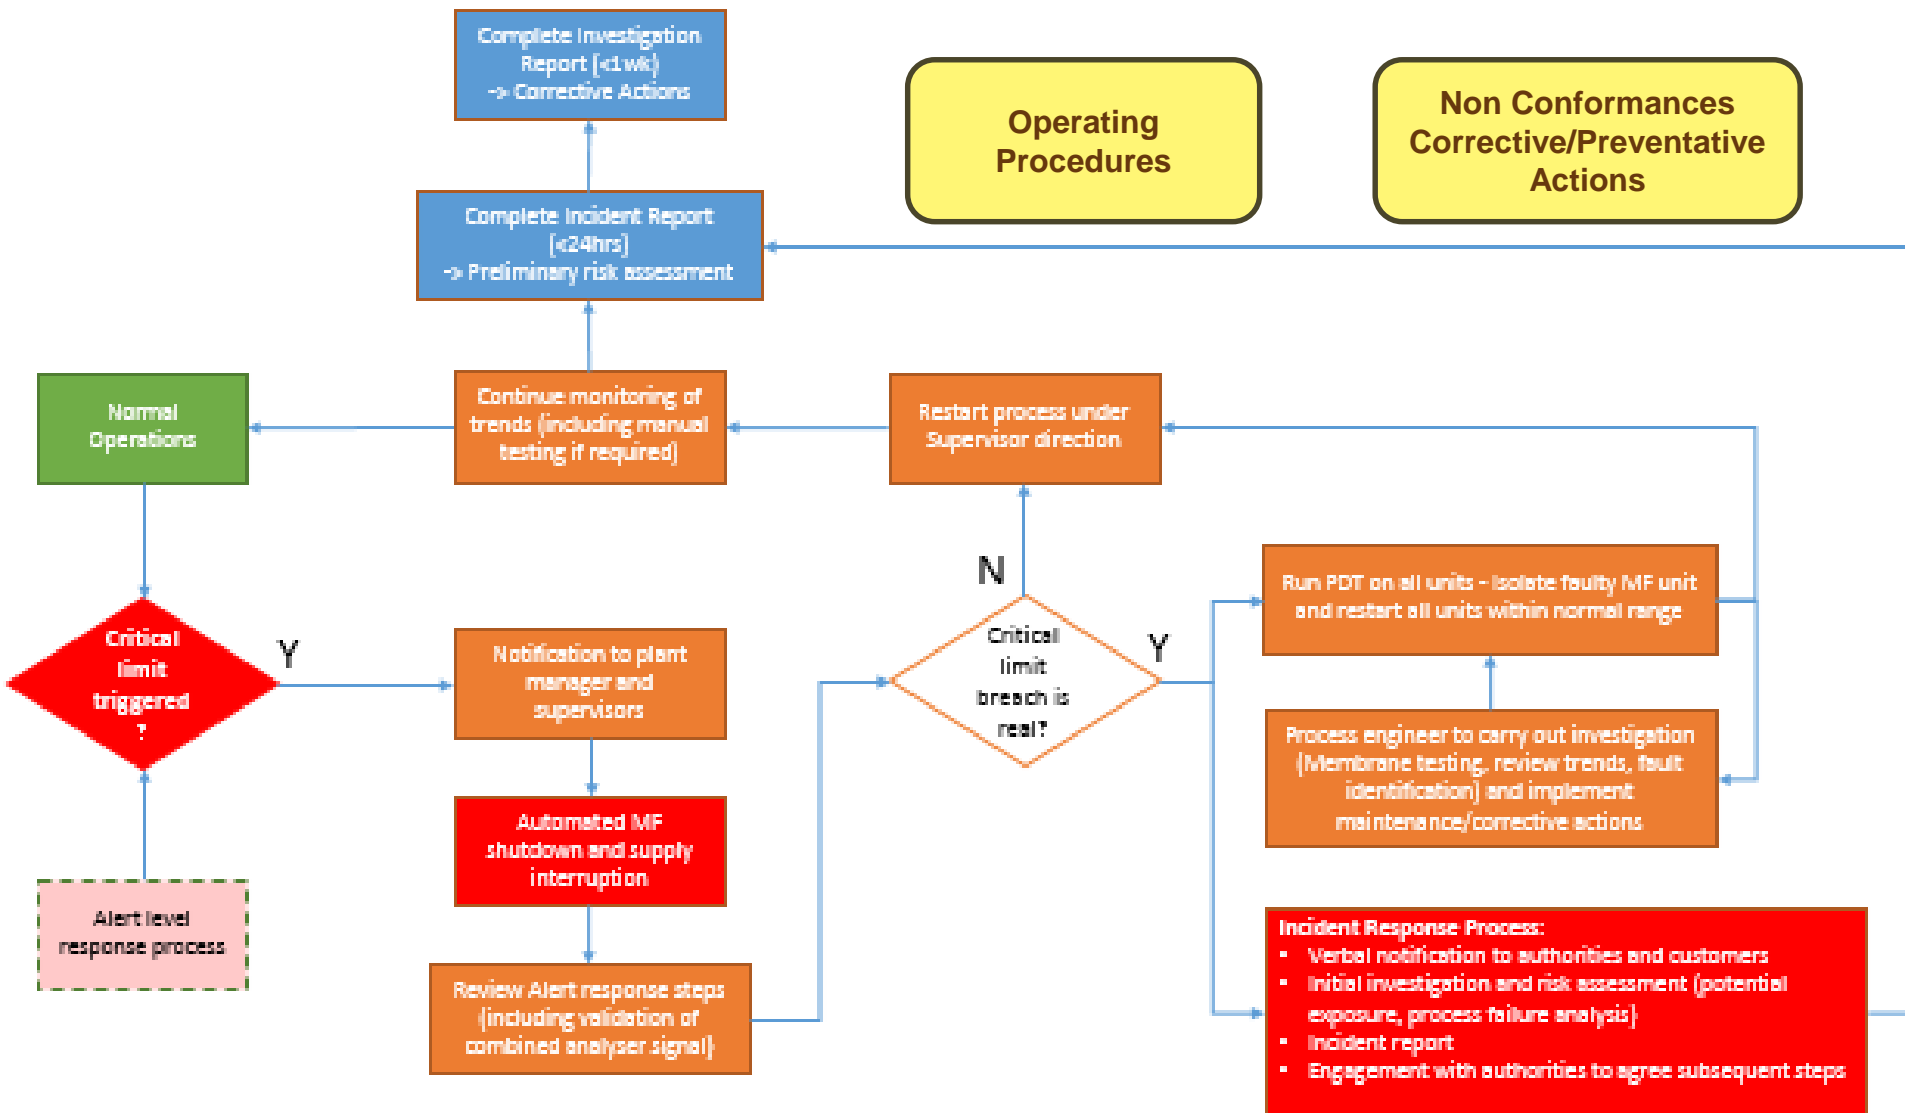 Complete Investigation
Report (<1wk)
-> Corrective Actions
Operating
Procedures
Non Conformances
Corrective/Preventative
Actions
Complete Incident Report
(<24hrs)
-> Preliminary risk assessment
Normal
Operations
Continue monitoring of
trends (including manual
testing if required)
Restart process under
Supervisor direction
Critical
limit
triggered
?
Y
Notification to plant
manager and
supervisors
Automated MF
shutdown and supply
interruption
Alert level
response process
Review Alert response steps
(including validation of
combined analyser signal)
N
Critical
limit
breach is
real?
Y
Run PDT on all units - Isolate faulty MF unit
and restart all units within normal range
Process engineer to carry out investigation
(Membrane testing, review trends, fault
identification) and implement
maintenance/corrective actions
Incident Response Process:
▪ Verbal notification to authorities and customers
▪ Initial investigation and risk assessment (potential
exposure, process failure analysis)
▪ Incident report
▪ Engagement with authorities to agree subsequent steps